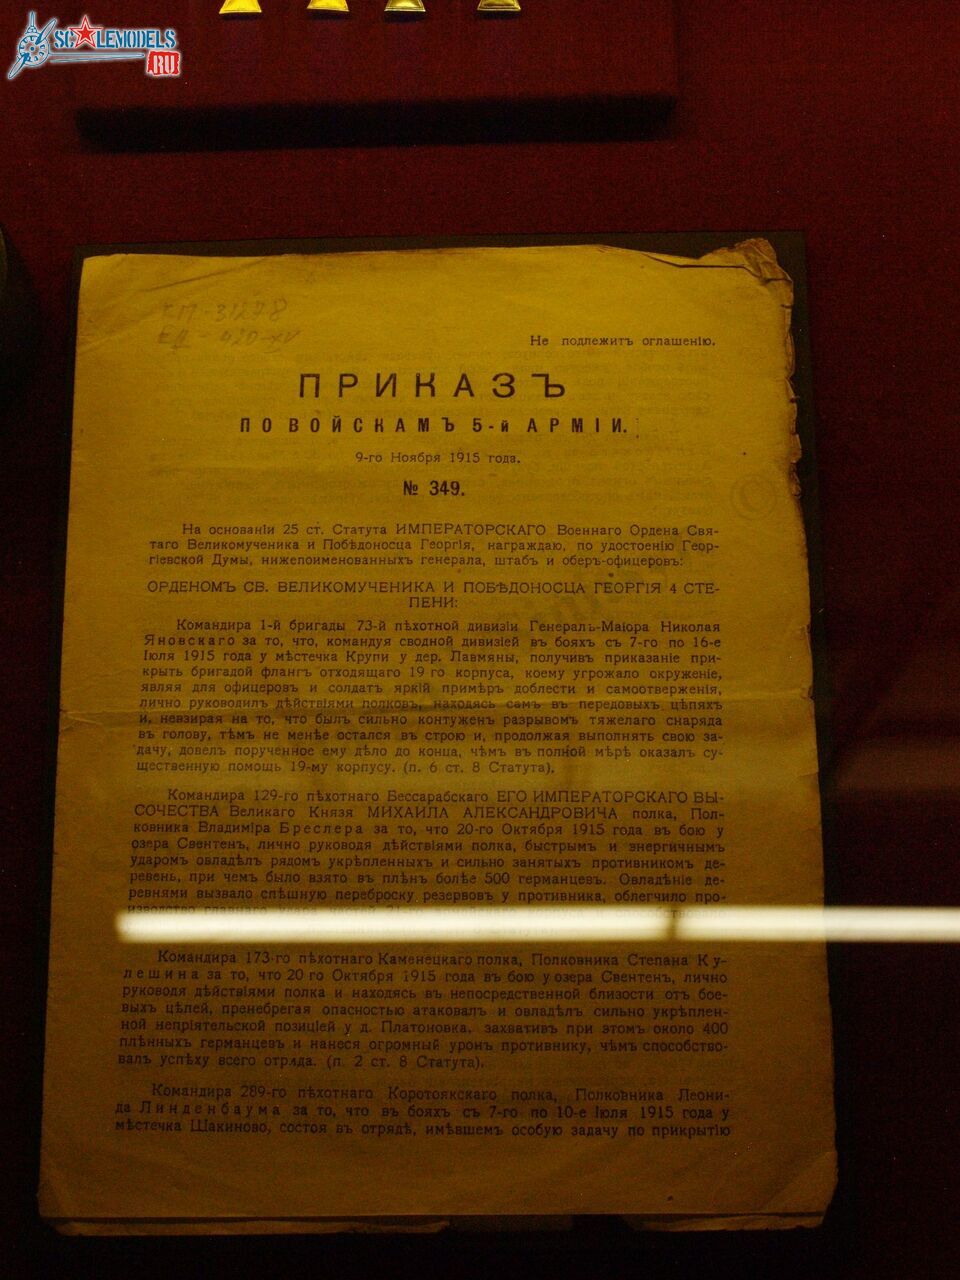 SCALEMODELS
RU
КП-31278
Не подлежитъ оглашенію.
ПРИКАЗЪ
ПО ВОЙСКАМЪ 5-й АРМІИ.
9-го Ноября 1915 года.
№ 349.
На основаніи 25 ст. Статута ИМПЕРАТОРСКАГО Военнаго Ордена Свя-
таго Великомученика и Побѣдоносца Георгія, награждаю, по удостоенію Геор-
гіевской Думы, нижепоименованныхъ генерала, штабъ и оберъ-офицеровъ:
ОРДЕНОМЪ СВ. ВЕЛИКОМУЧЕНИКА И ПОБѢДОНОСЦА ГЕОРГІЯ 4 СТЕ-
ПЕНИ:
Командира 1-й бригады 73-й пѣхотной дивизіи Генералъ-Маіора Николая
Яновскаго за то, что, командуя сводной дивизіей въ бояхъ съ 7-го по 16-е
Іюля 1915 года у мѣстечка Крупи у дер. Лавмяны, получивъ приказаніе при-
крыть бригадой флангъ отходящаго 19 го корпуса, коему угрожало окруженіе,
являя для офицеровъ и солдатъ яркій примѣръ доблести и самоотверженія,
лично руководилъ дѣйствіями полковъ, находясь самъ въ передовыхъ цѣпяхъ
и, невзирая на то, что былъ сильно контуженъ разрывомъ тяжелаго снаряда
въ голову, тѣмъ не менѣе остался въ строю и, продолжая выполнять свою за-
дачу, довелъ порученное ему дѣло до конца, чѣмъ въ полной мѣрѣ оказалъ су-
щественную помощь 19-му корпусу. (п. 6 ст. 8 Статута).
Командира 129-го пѣхотнаго Бессарабскаго ЕГО ИМПЕРАТОРСКАГО ВЫ-
СОЧЕСТВА Великаго Князя МИХАИЛА АЛЕКСАНДРОВИЧА полка, Пол-
ковника Владиміра Бреслера за то, что 20-го Октября 1915 года въ бою у
озера Свентенъ, лично руководя дѣйствіями полка, быстрымъ и энергичнымъ
ударомъ овладѣлъ рядомъ укрѣпленныхъ и сильно занятыхъ противникомъ де-
ревень, при чемъ было взято въ плѣнъ болѣе 500 германцевъ. Овладѣніе де-
ревнями вызвало спѣшную переброску резервовъ у противника, облегчило про-
изводство главнаго удара частей
Статута
Командира 173-го пѣхотнаго Каменецкаго полка, Полковника Степана Ку-
лешина за то, что 20 го Октября 1915 года въ бою у озера Свентенъ, лично
руководя дѣйствіями полка и находясь въ непосредственной близости отъ бое-
выхъ цѣпей, пренебрегая опасностью атаковалъ и овладѣлъ сильно укрѣплен-
ной непріятельской позиціей у д. Платоновка, захвативъ при этомъ около 400
плѣнныхъ германцевъ и нанеся огромный уронъ противнику, чѣмъ способство-
валъ успѣху всего отряда. (п. 2 ст. 8 Статута).
Командира 289-го пѣхотнаго Коротоякскаго полка, Полковника Леони-
да Линденбаума за то, что въ бояхъ съ 7-го по 10-е Іюля 1915 года у
мѣстечка Шакиново, состоя въ отрядѣ, имѣвшемъ особую задачу по прикрытію